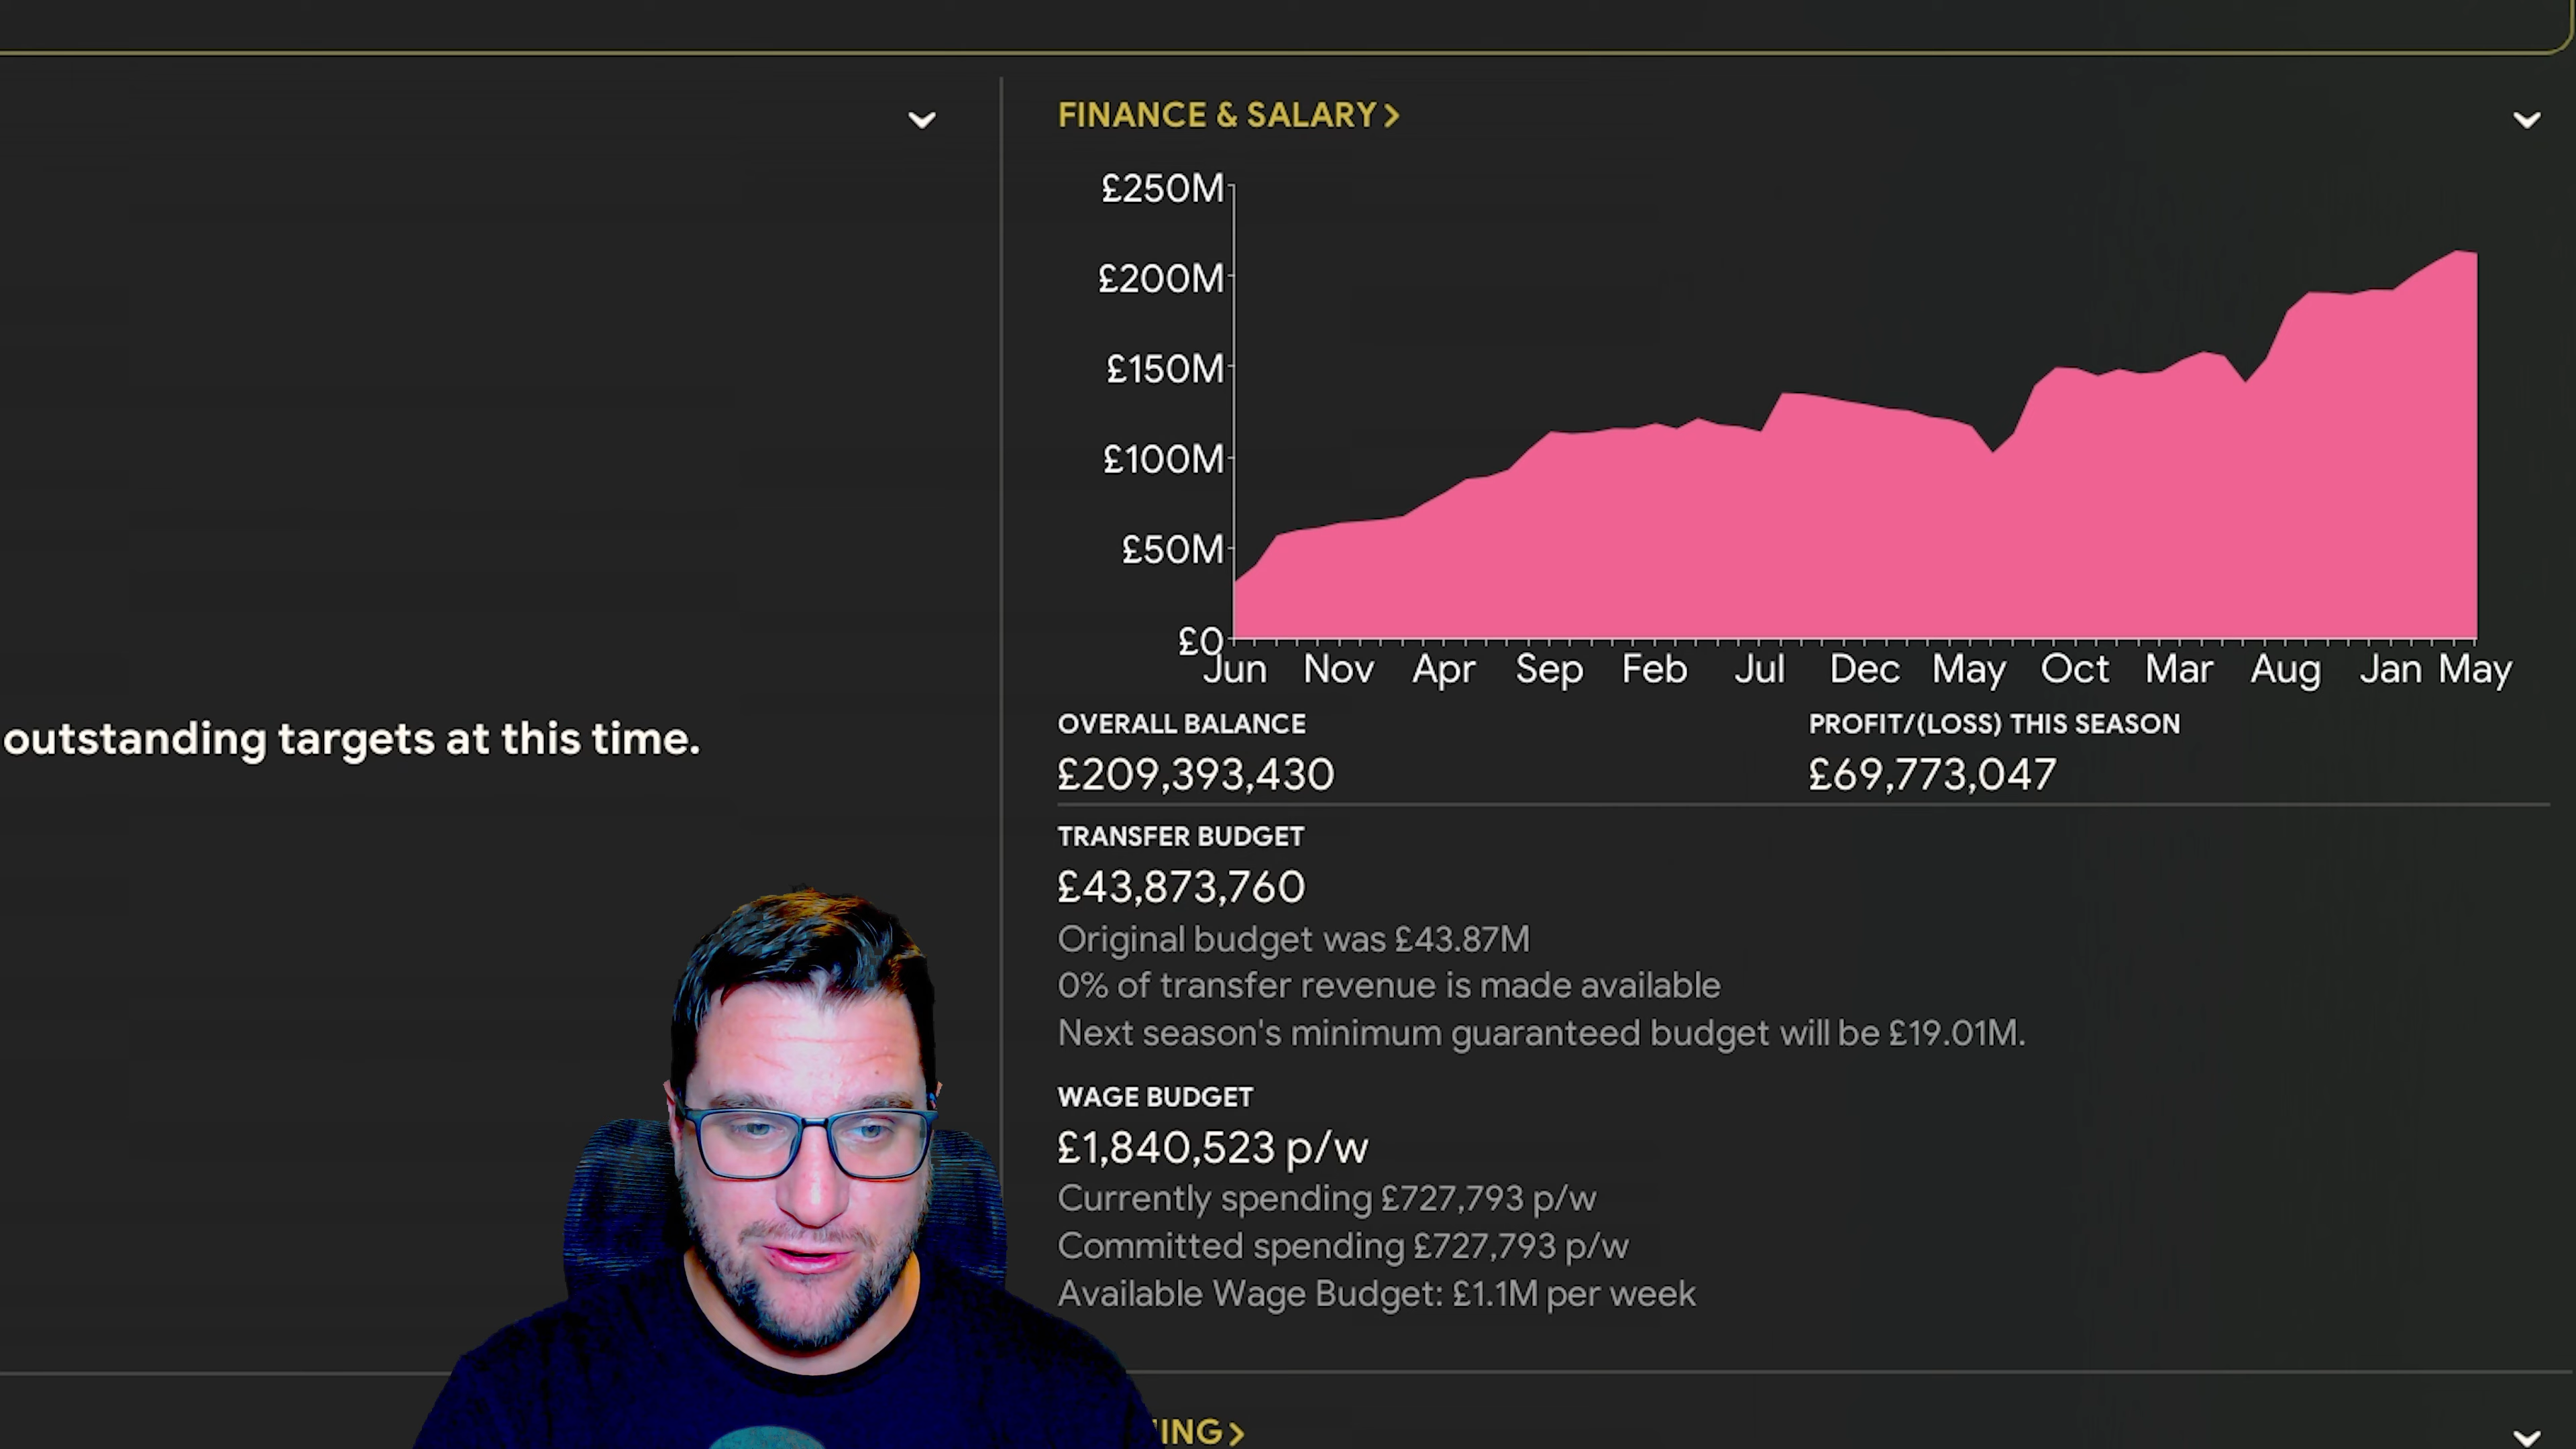 FINANCE & SALARY
£250M
£200M
£150M
£100M
£50M
£0
Jun Nov Apr Sep Feb Jul Dec May Oct Mar Aug Jan May
outstanding targets at this time.
OVERALL BALANCE PROFIT/(LOSS) THIS SEASON
£209,393,430 £69,773,047
TRANSFER BUDGET
£43,873,760
Original budget was £43.87M
0% of transfer revenue is made available
Next season's minimum guaranteed budget will be £19.01M.
WAGE BUDGET
£1,840,523 p/w
Currently spending £727,793 p/w
Committed spending £727,793 p/w
Available Wage Budget: £1.1M per week